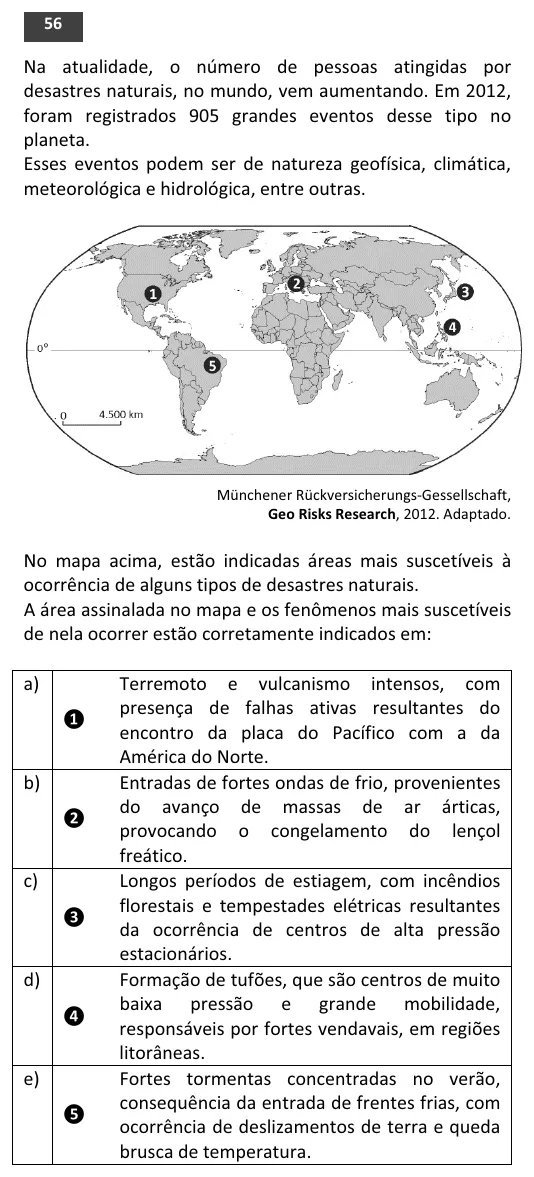 56
Na atualidade, o número de pessoas atingidas por
desastres naturais, no mundo, vem aumentando. Em 2012,
foram registrados 905 grandes eventos desse tipo no
planeta.
Esses eventos podem ser de natureza geofísica, climática,
meteorológica e hidrológica, entre outras.
1
2
3
4
0°
5
0 4.500 km
Münchener Rückversicherungs-Gessellschaft,
Geo Risks Research, 2012. Adaptado.
No mapa acima, estão indicadas áreas mais suscetíveis à
ocorrência de alguns tipos de desastres naturais.
A área assinalada no mapa e os fenômenos mais suscetíveis
de nela ocorrer estão corretamente indicados em:
a) Terremoto e vulcanismo intensos, com
1 presença de falhas ativas resultantes do
encontro da placa do Pacífico com a da
América do Norte.
b) Entradas de fortes ondas de frio, provenientes
2 do avanço de massas de ar árticas,
provocando o congelamento do lençol
freático.
c) Longos períodos de estiagem, com incêndios
3 florestais e tempestades elétricas resultantes
da ocorrência de centros de alta pressão
estacionários.
d) Formação de tufões, que são centros de muito
4 baixa pressão e grande mobilidade,
responsáveis por fortes vendavais, em regiões
litorâneas.
e) Fortes tormentas concentradas no verão,
5 consequência da entrada de frentes frias, com
ocorrência de deslizamentos de terra e queda
brusca de temperatura.